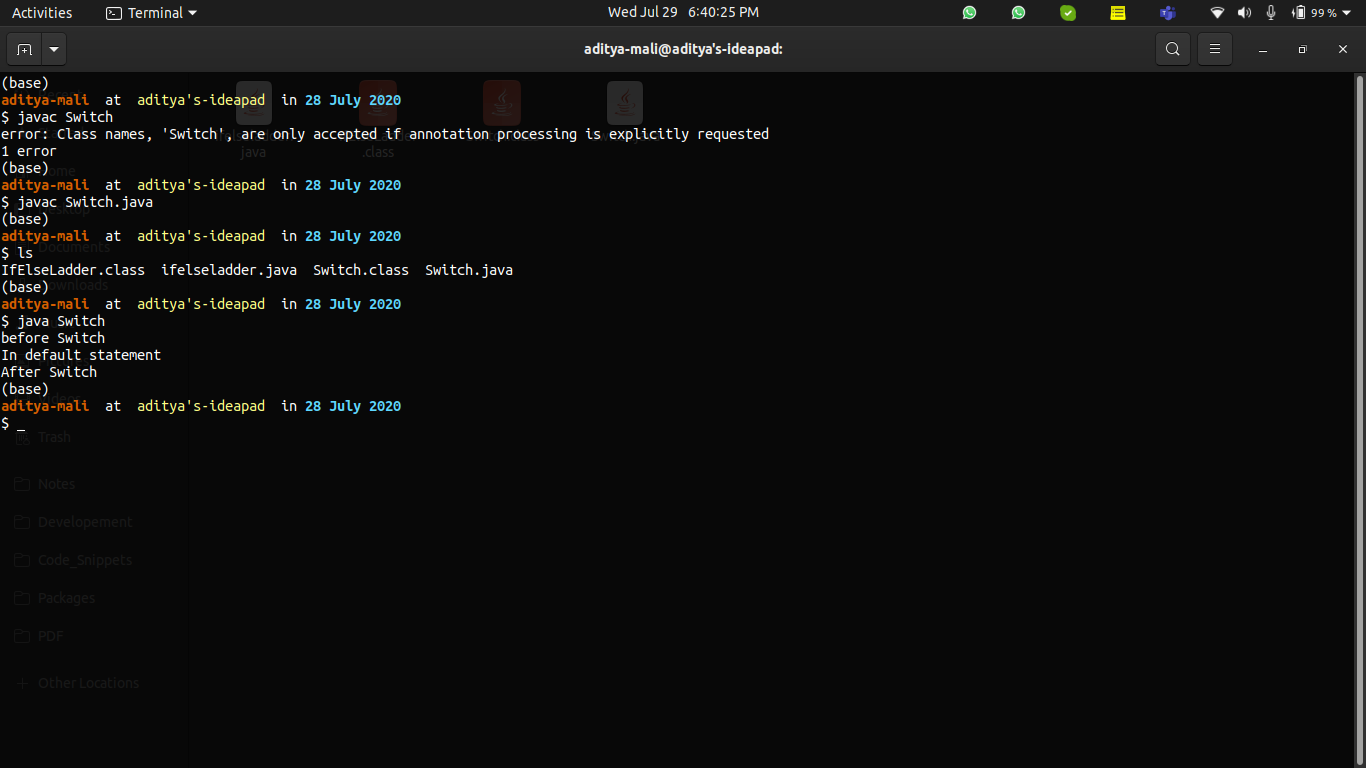 Activities Terminal Wed Jul 29 6:40:25 PM 99 %
aditya-mali@aditya's-ideapad:
(base)
aditya-mali at aditya's-ideapad in 28 July 2020
$ javac Switch
error: Class names, 'Switch', are only accepted if annotation processing is explicitly requested
1 error
(base)
aditya-mali at aditya's-ideapad in 28 July 2020
$ javac Switch.java
(base)
aditya-mali at aditya's-ideapad in 28 July 2020
$ ls
IfElseLadder.class ifelseladder.java Switch.class Switch.java
(base)
aditya-mali at aditya's-ideapad in 28 July 2020
$ java Switch
before Switch
In default statement
After Switch
(base)
aditya-mali at aditya's-ideapad in 28 July 2020
$ _
java
.class
Documents
Trash
Notes
Developement
Code_Snippets
Packages
PDF
+ Other Locations